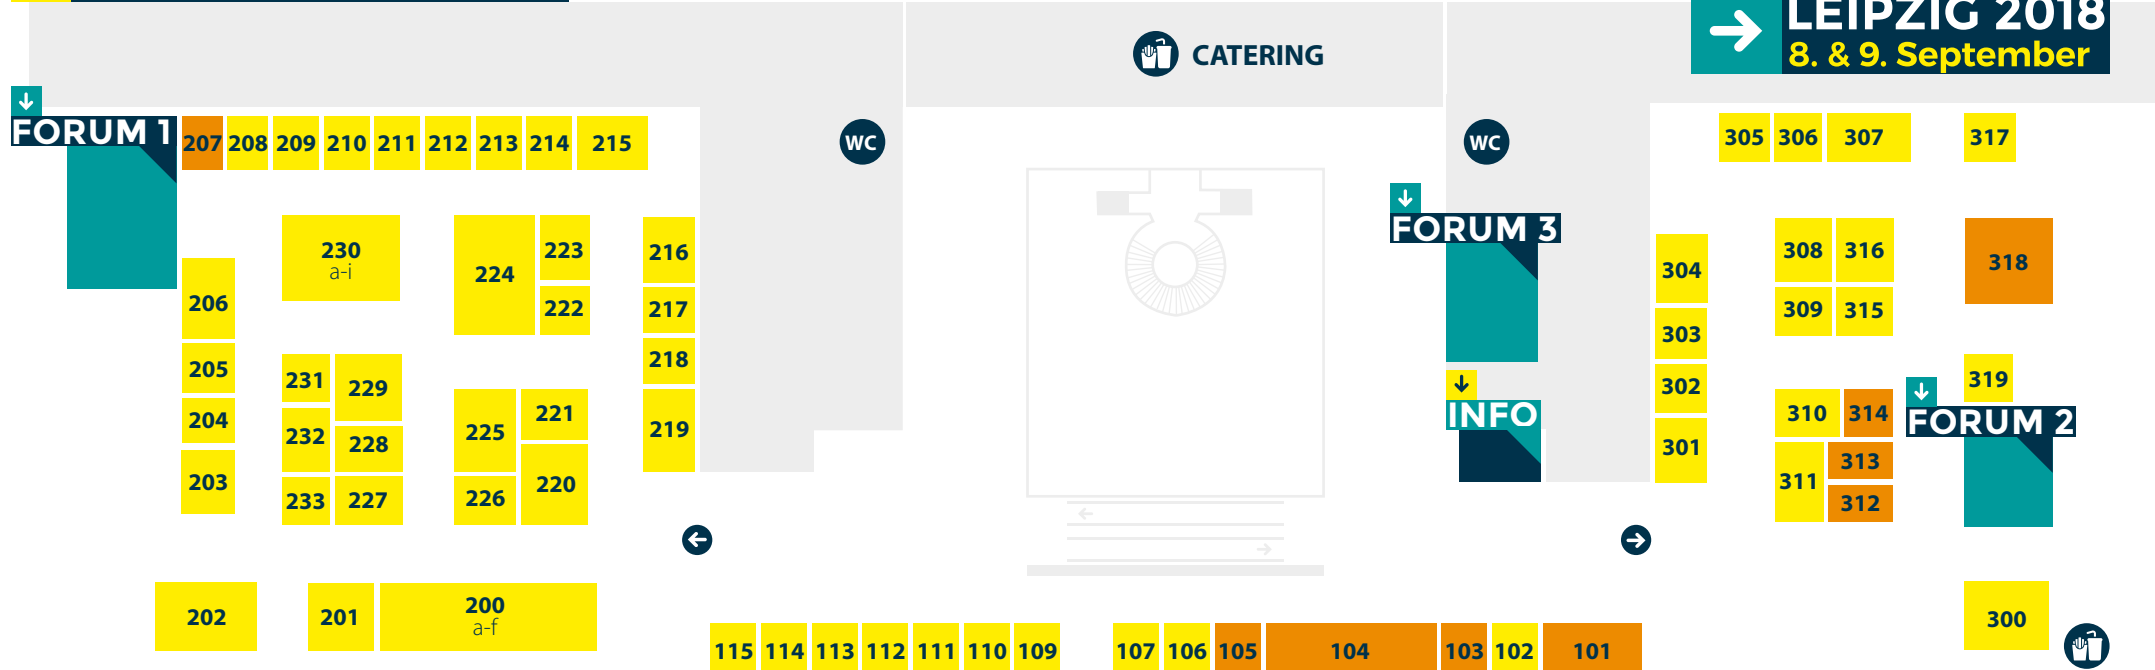 LEIPZIG 2018
8. & 9. September
CATERING
FORUM 1
207 208 209 210 211 212 213 214 215
WC
WC
305 306 307 317
FORUM 3
230
a-i
224
223
222
216
217
218
219
206
205
204
203
231
229
232
228
233
227
225
221
226
220
304
303
302
301
308 316
309 315
318
319
310 314
313
311
312
FORUM 2
INFO
202
201
200
a-f
300
115 114 113 112 111 110 109
107 106 105 104 103 102 101